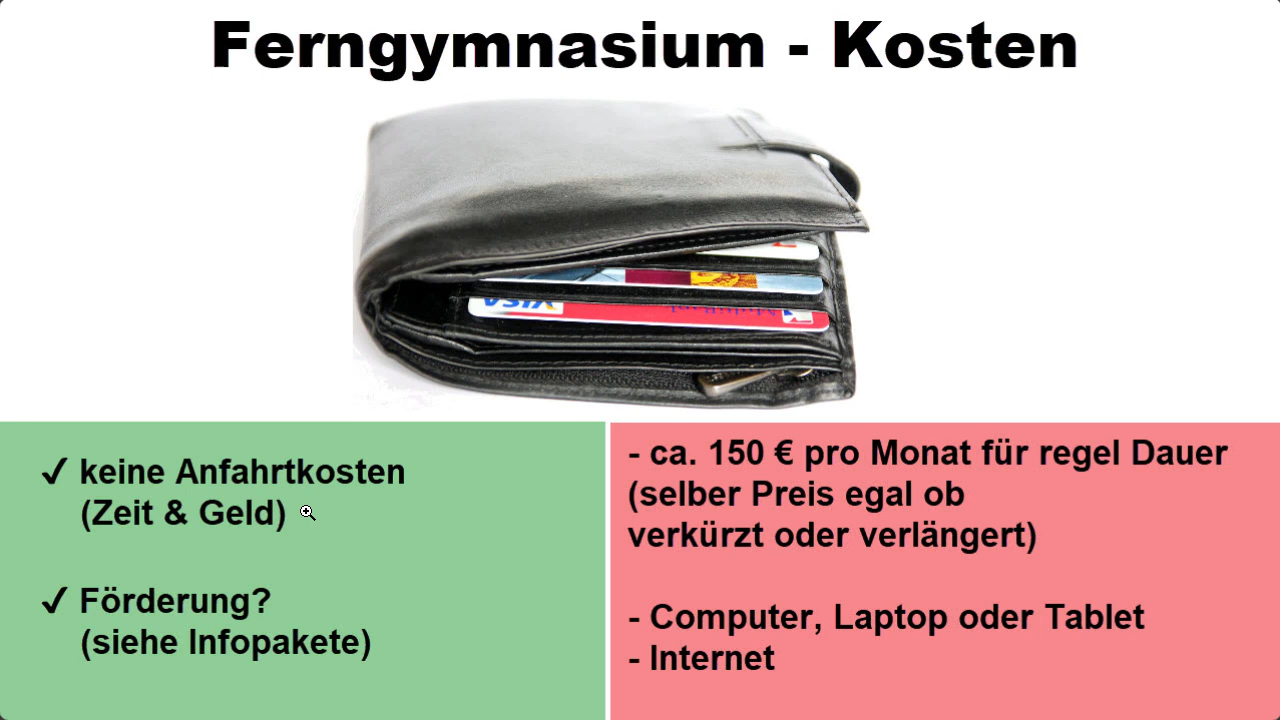 Ferngymnasium - Kosten
VISA
✓ keine Anfahrtkosten
(Zeit & Geld)
✓ Förderung?
(siehe Infopakete)
- ca. 150 € pro Monat für regel Dauer
(selber Preis egal ob
verkürzt oder verlängert)
- Computer, Laptop oder Tablet
- Internet